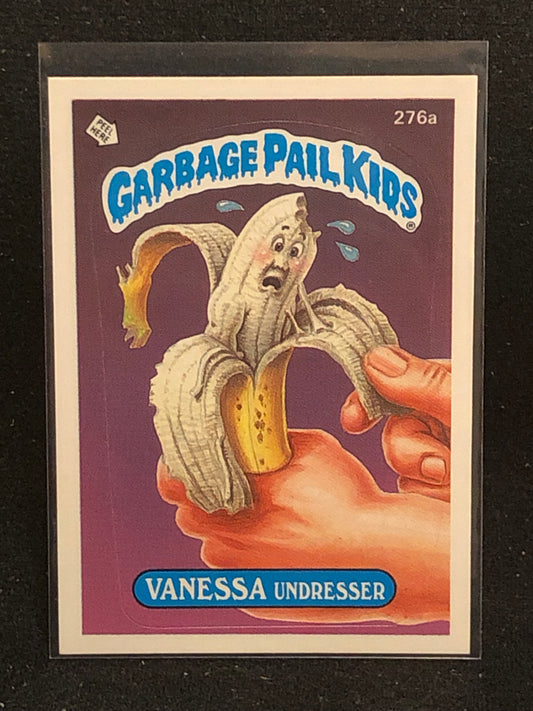 PEEL
HERE
276a
GARBAGE PAIL KIDS
®
VANESSA UNDRESSER